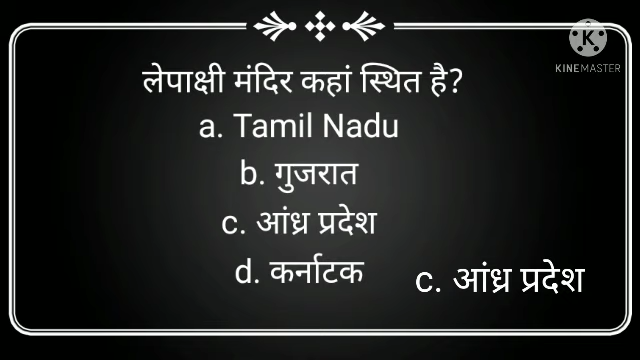 KINEMASTER
लेपाक्षी मंदिर कहां स्थित है?
a. Tamil Nadu
b. गुजरात
c. आंध्र प्रदेश
d. कर्नाटक
c. आंध्र प्रदेश